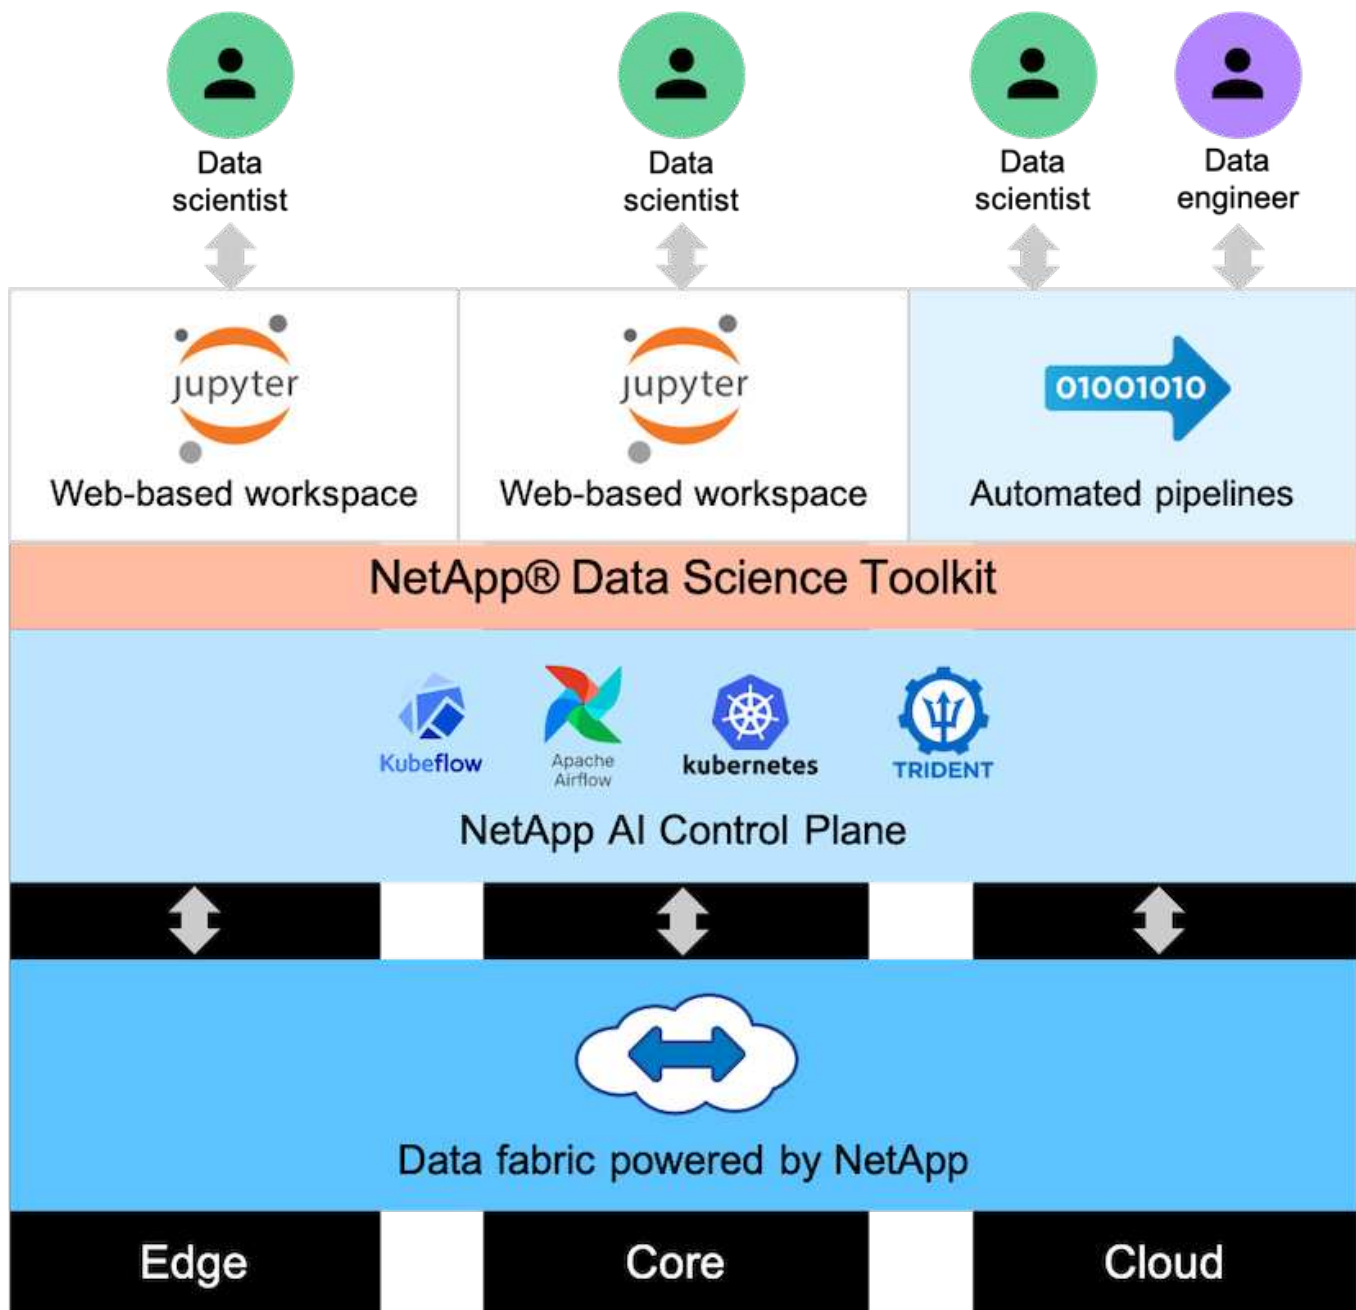 Data
scientist
Data
scientist
Data
scientist
Data
engineer
jupyter
Web-based workspace
jupyter
Web-based workspace
01001010
Automated pipelines
NetApp® Data Science Toolkit
Kubeflow
Apache
Airflow
kubernetes
TRIDENT
NetApp AI Control Plane
Data fabric powered by NetApp
Edge
Core
Cloud